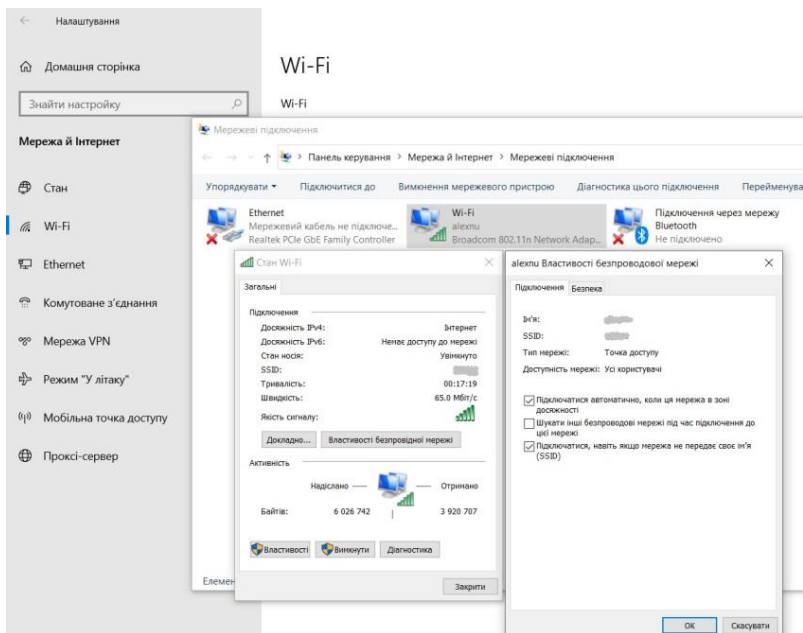 Налаштування
Домашня сторінка
Знайти настройку
Мережа й Інтернет
Стан
Wi-Fi
Ethernet
Комутоване з’єднання
Мережа VPN
Режим "У літаку"
Мобільна точка доступу
Проксі-сервер
Wi-Fi
Wi-Fi
Мережеві підключення
Панель керування > Мережа й Інтернет > Мережеві підключення
Упорядкувати Підключитися до Вимкнення мережевого пристрою Діагностика цього підключення Перейменува
Ethernet
Мережевий кабель не підключе...
Realtek PCIe GbE Family Controller
Wi-Fi
alexnu
Broadcom 802.11n Network Adap...
Підключення через мережу
Bluetooth
Не підключено
Стан Wi-Fi
Загальні
Підключення
Досяжність IPv4: Інтернет
Досяжність IPv6: Немає доступу до мережі
Стан носія: Увімкнуто
SSID:
Тривалість: 00:17:19
Швидкість: 65.0 Мбіт/с
Якість сигналу:
Докладно... Властивості безпровідної мережі
Активність
Надіслано — — Отримано
Байтів: 6 026 742 | 3 920 707
Властивості Вимкнути Діагностика
Закрити
Елемен
alexnu Властивості безпроводової мережі
Підключення Безпека
Ім'я:
SSID:
Тип мережі: Точка доступу
Доступність мережі: Усі користувачі
Підключатися автоматично, коли ця мережа в зоні
досяжності
Шукати інші безпроводові мережі під час підключення до
цієї мережі
Підключатися, навіть якщо мережа не передає своє ім'я
(SSID)
OK Скасувати